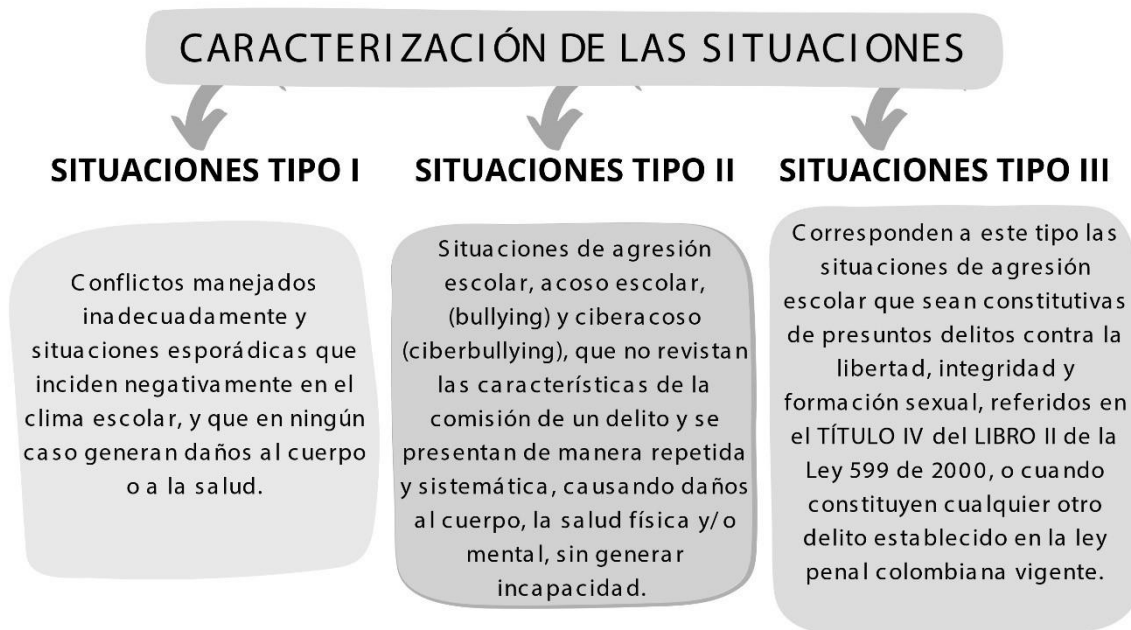 CARACTERIZACIÓN DE LAS SITUACIONES
SITUACIONES TIPO I
Conflictos manejados
inadecuadamente y
situaciones esporádicas que
inciden negativamente en el
clima escolar, y que en ningún
caso generan daños al cuerpo
o a la salud.
SITUACIONES TIPO II
Situaciones de agresión
escolar, acoso escolar,
(bullying) y ciberacoso
(ciberbullying), que no revistan
las características de la
comisión de un delito y se
presentan de manera repetida
y sistemática, causando daños
al cuerpo, la salud física y/o
mental, sin generar
incapacidad.
SITUACIONES TIPO III
Corresponden a este tipo las
situaciones de agresión
escolar que sean constitutivas
de presuntos delitos contra la
libertad, integridad y
formación sexual, referidos en
el TÍTULO IV del LIBRO II de la
Ley 599 de 2000, o cuando
constituyen cualquier otro
delito establecido en la ley
penal colombiana vigente.